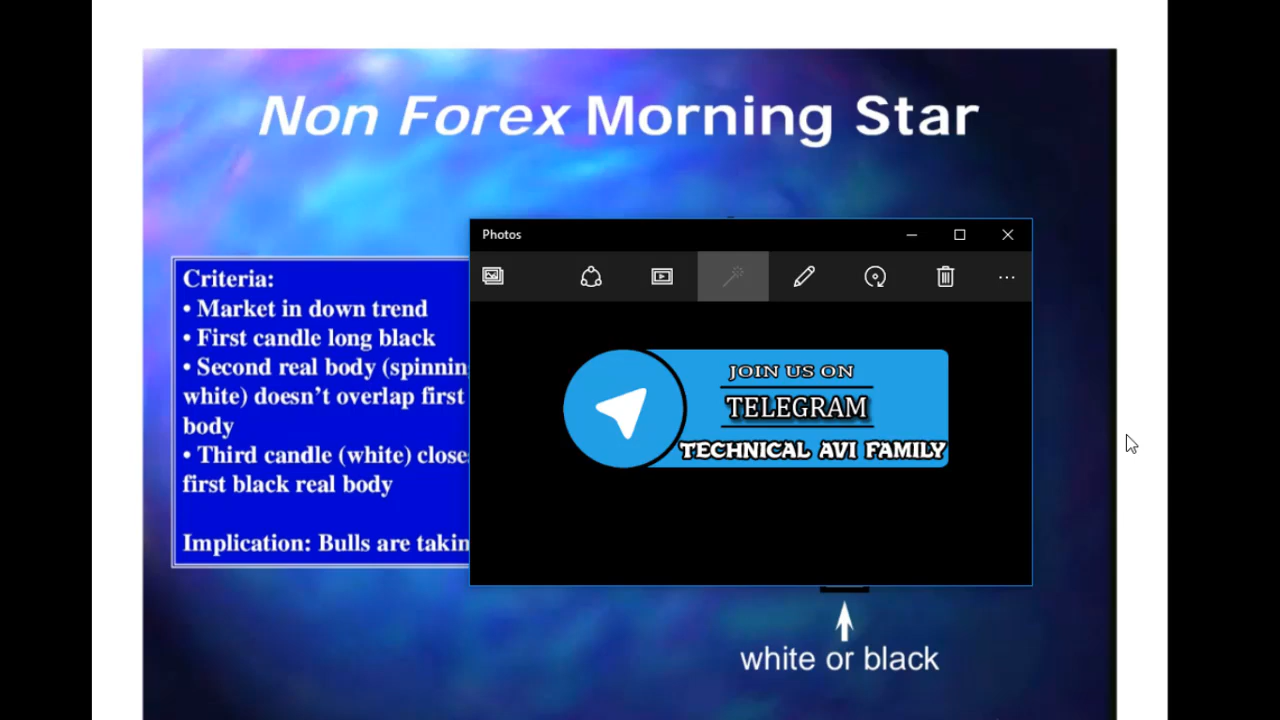 Non Forex Morning Star
Photos
Criteria:
• Market in down trend
• First candle long black
• Second real body (spinnin
white) doesn’t overlap first
body
• Third candle (white) close
first black real body
Implication: Bulls are takin
JOIN US ON
TELEGRAM
TECHNICAL AVI FAMILY
white or black